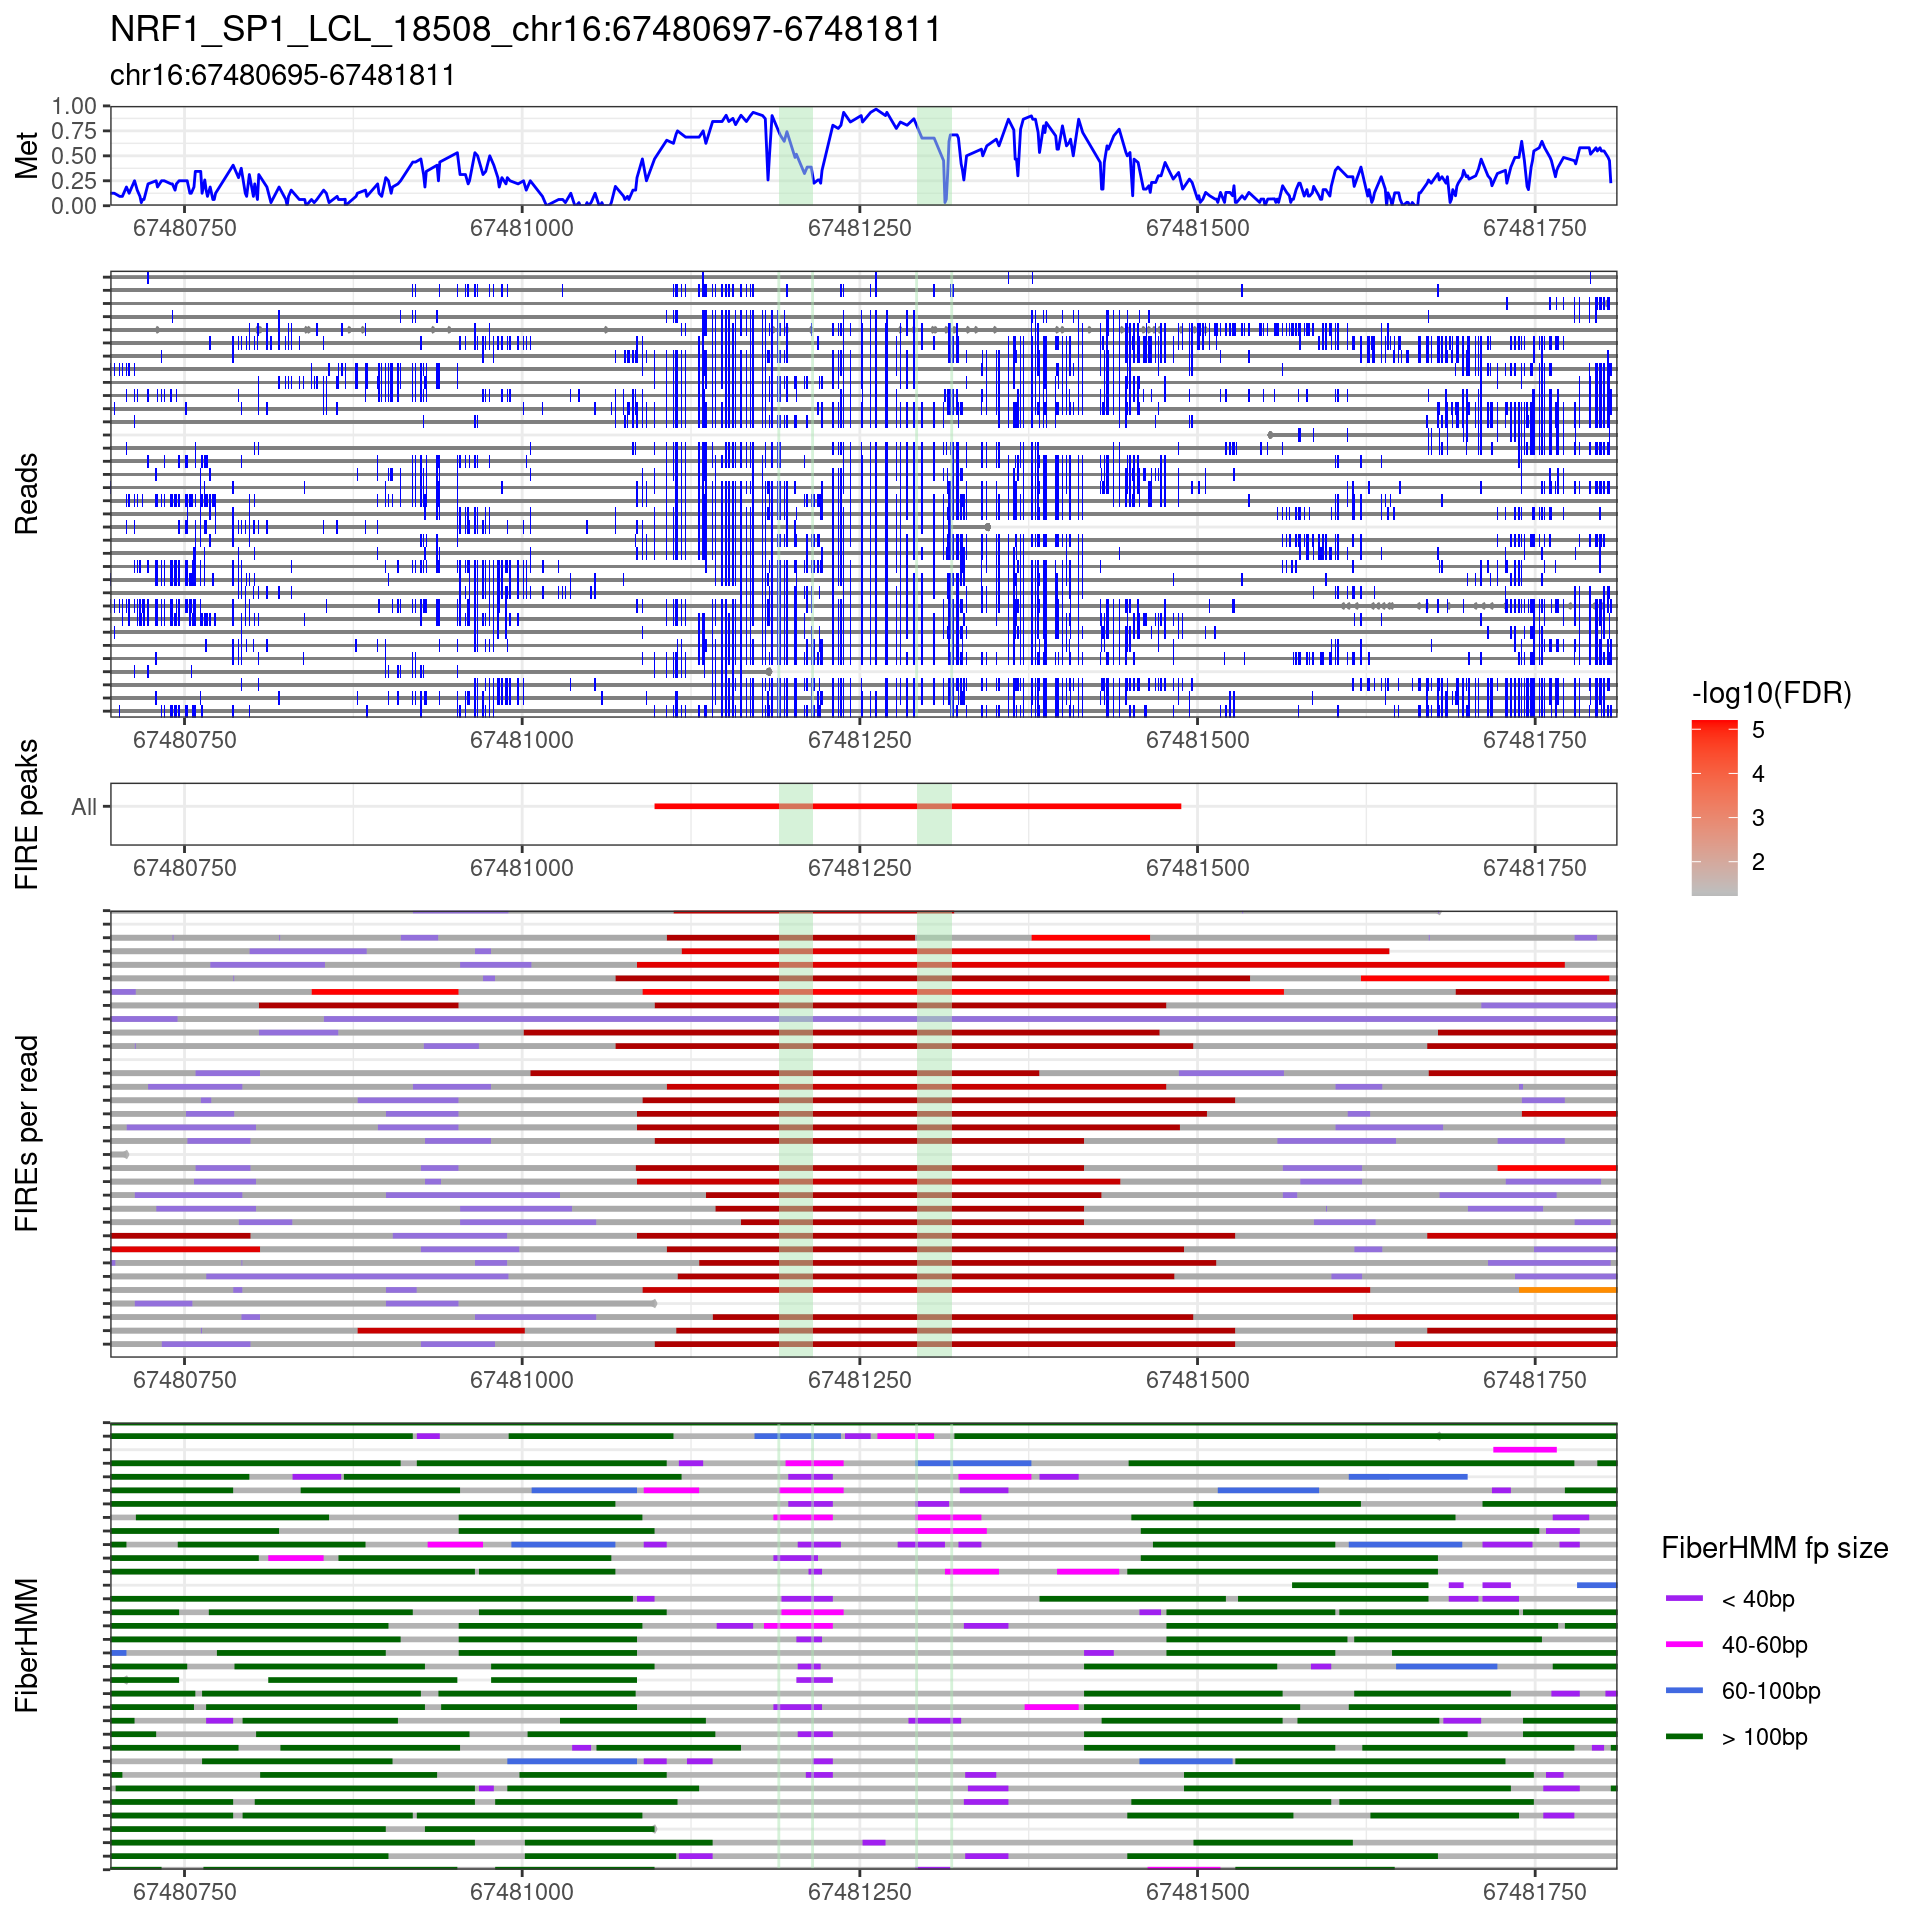 NRF1_SP1_LCL_18508_chr16:67480697-67481811
chr16:67480695-67481811
Met
1.00
0.75
0.50
0.25
0.00
67480750 67481000 67481250 67481500 67481750
Reads
67480750 67481000 67481250 67481500 67481750
FIRE peaks
All
67480750 67481000 67481250 67481500 67481750
-log10(FDR)
5
4
3
2
FIREs per read
67480750 67481000 67481250 67481500 67481750
FiberHMM
67480750 67481000 67481250 67481500 67481750
FiberHMM fp size
< 40bp
40-60bp
60-100bp
> 100bp